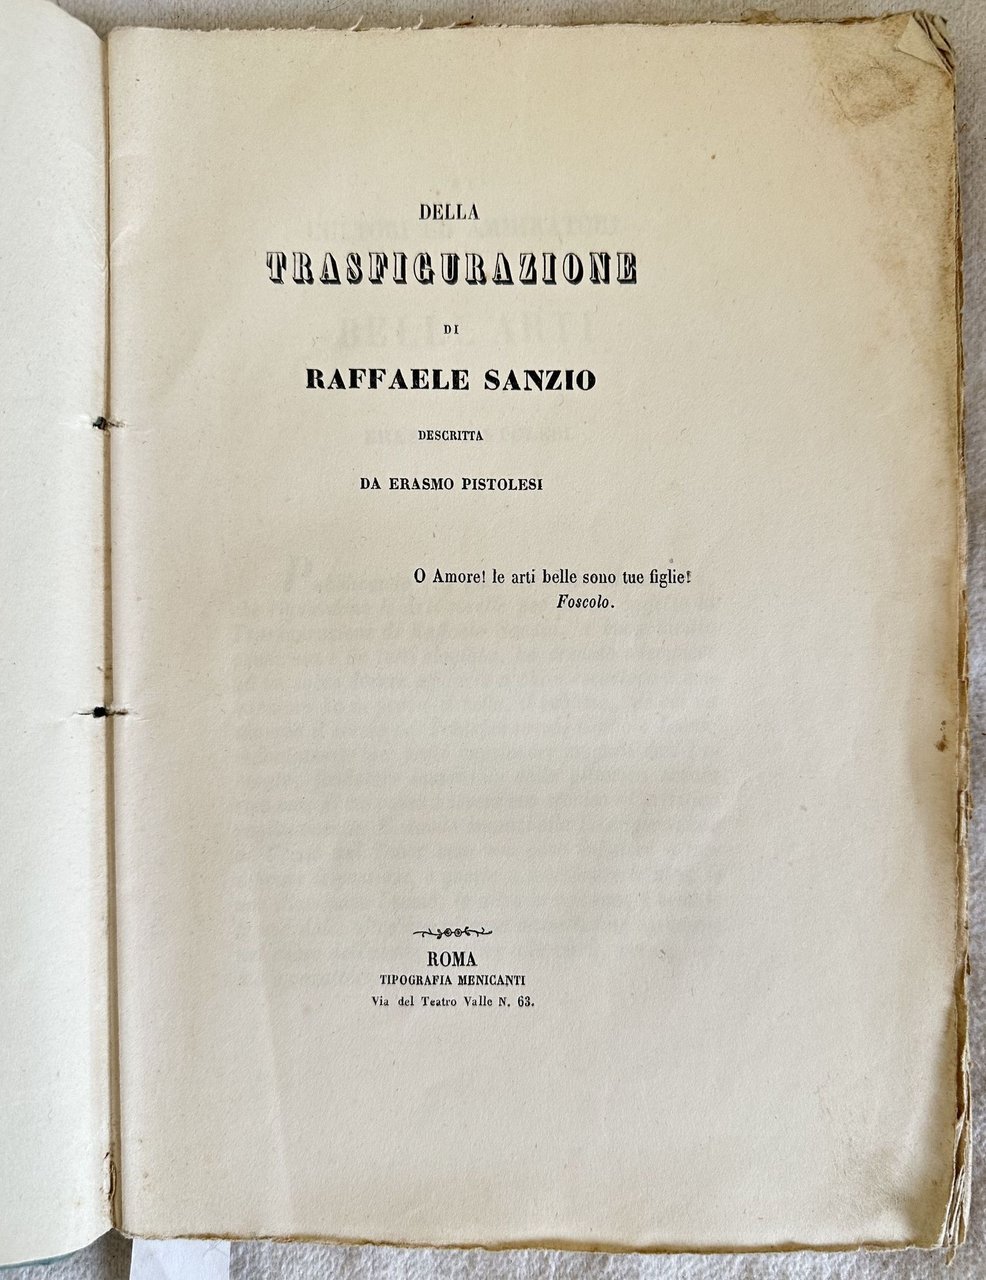 DELLA
TRASFIGURAZIONE
DI
RAFFAELE SANZIO
DESCRITTA
DA ERASMO PISTOLESI
O Amore! le arti belle sono tue figlie!
Foscolo.
ROMA
TIPOGRAFIA MENICANTI
Via del Teatro Valle N. 63.